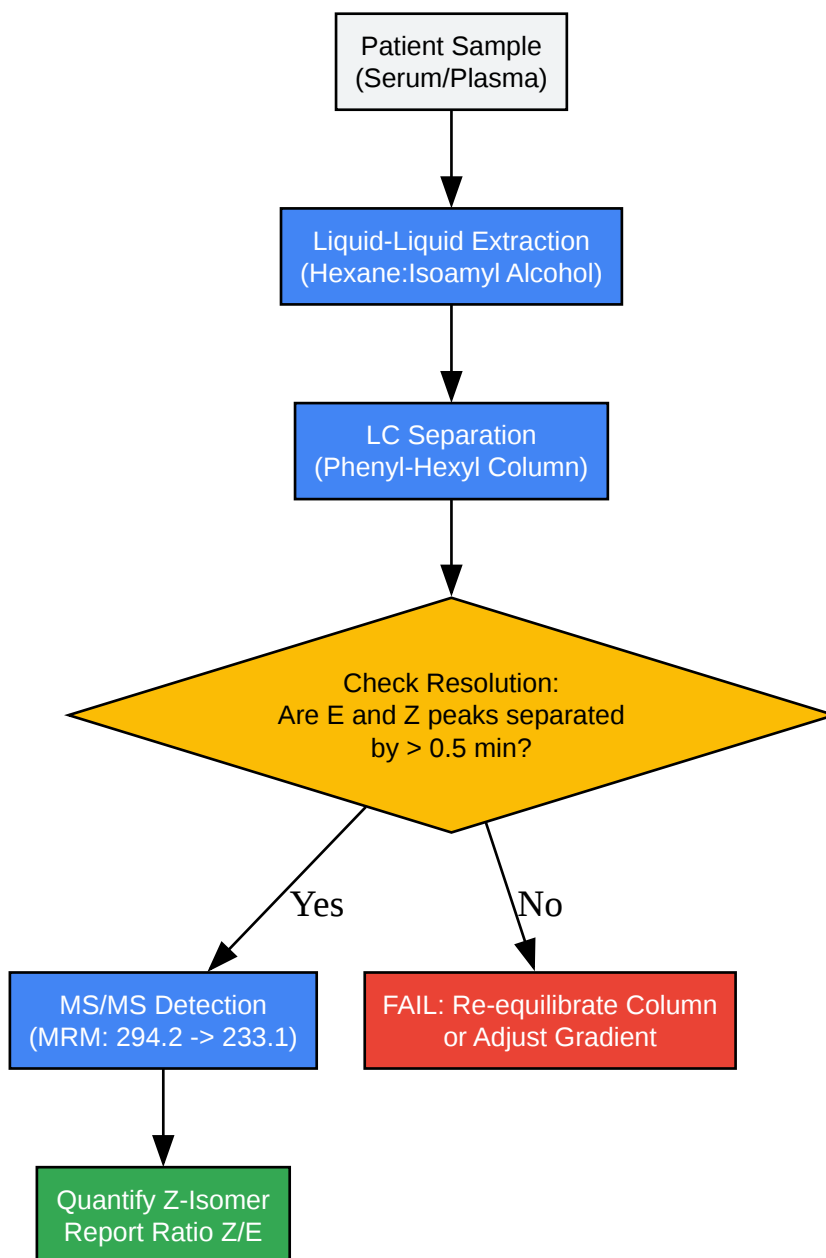 Patient Sample
(Serum/Plasma)
Liquid-Liquid Extraction
(Hexane:Isoamyl Alcohol)
LC Separation
(Phenyl-Hexyl Column)
Check Resolution:
Are E and Z peaks separated
by > 0.5 min?
Yes
No
MS/MS Detection
(MRM: 294.2 -> 233.1)
FAIL: Re-equilibrate Column
or Adjust Gradient
Quantify Z-Isomer
Report Ratio Z/E